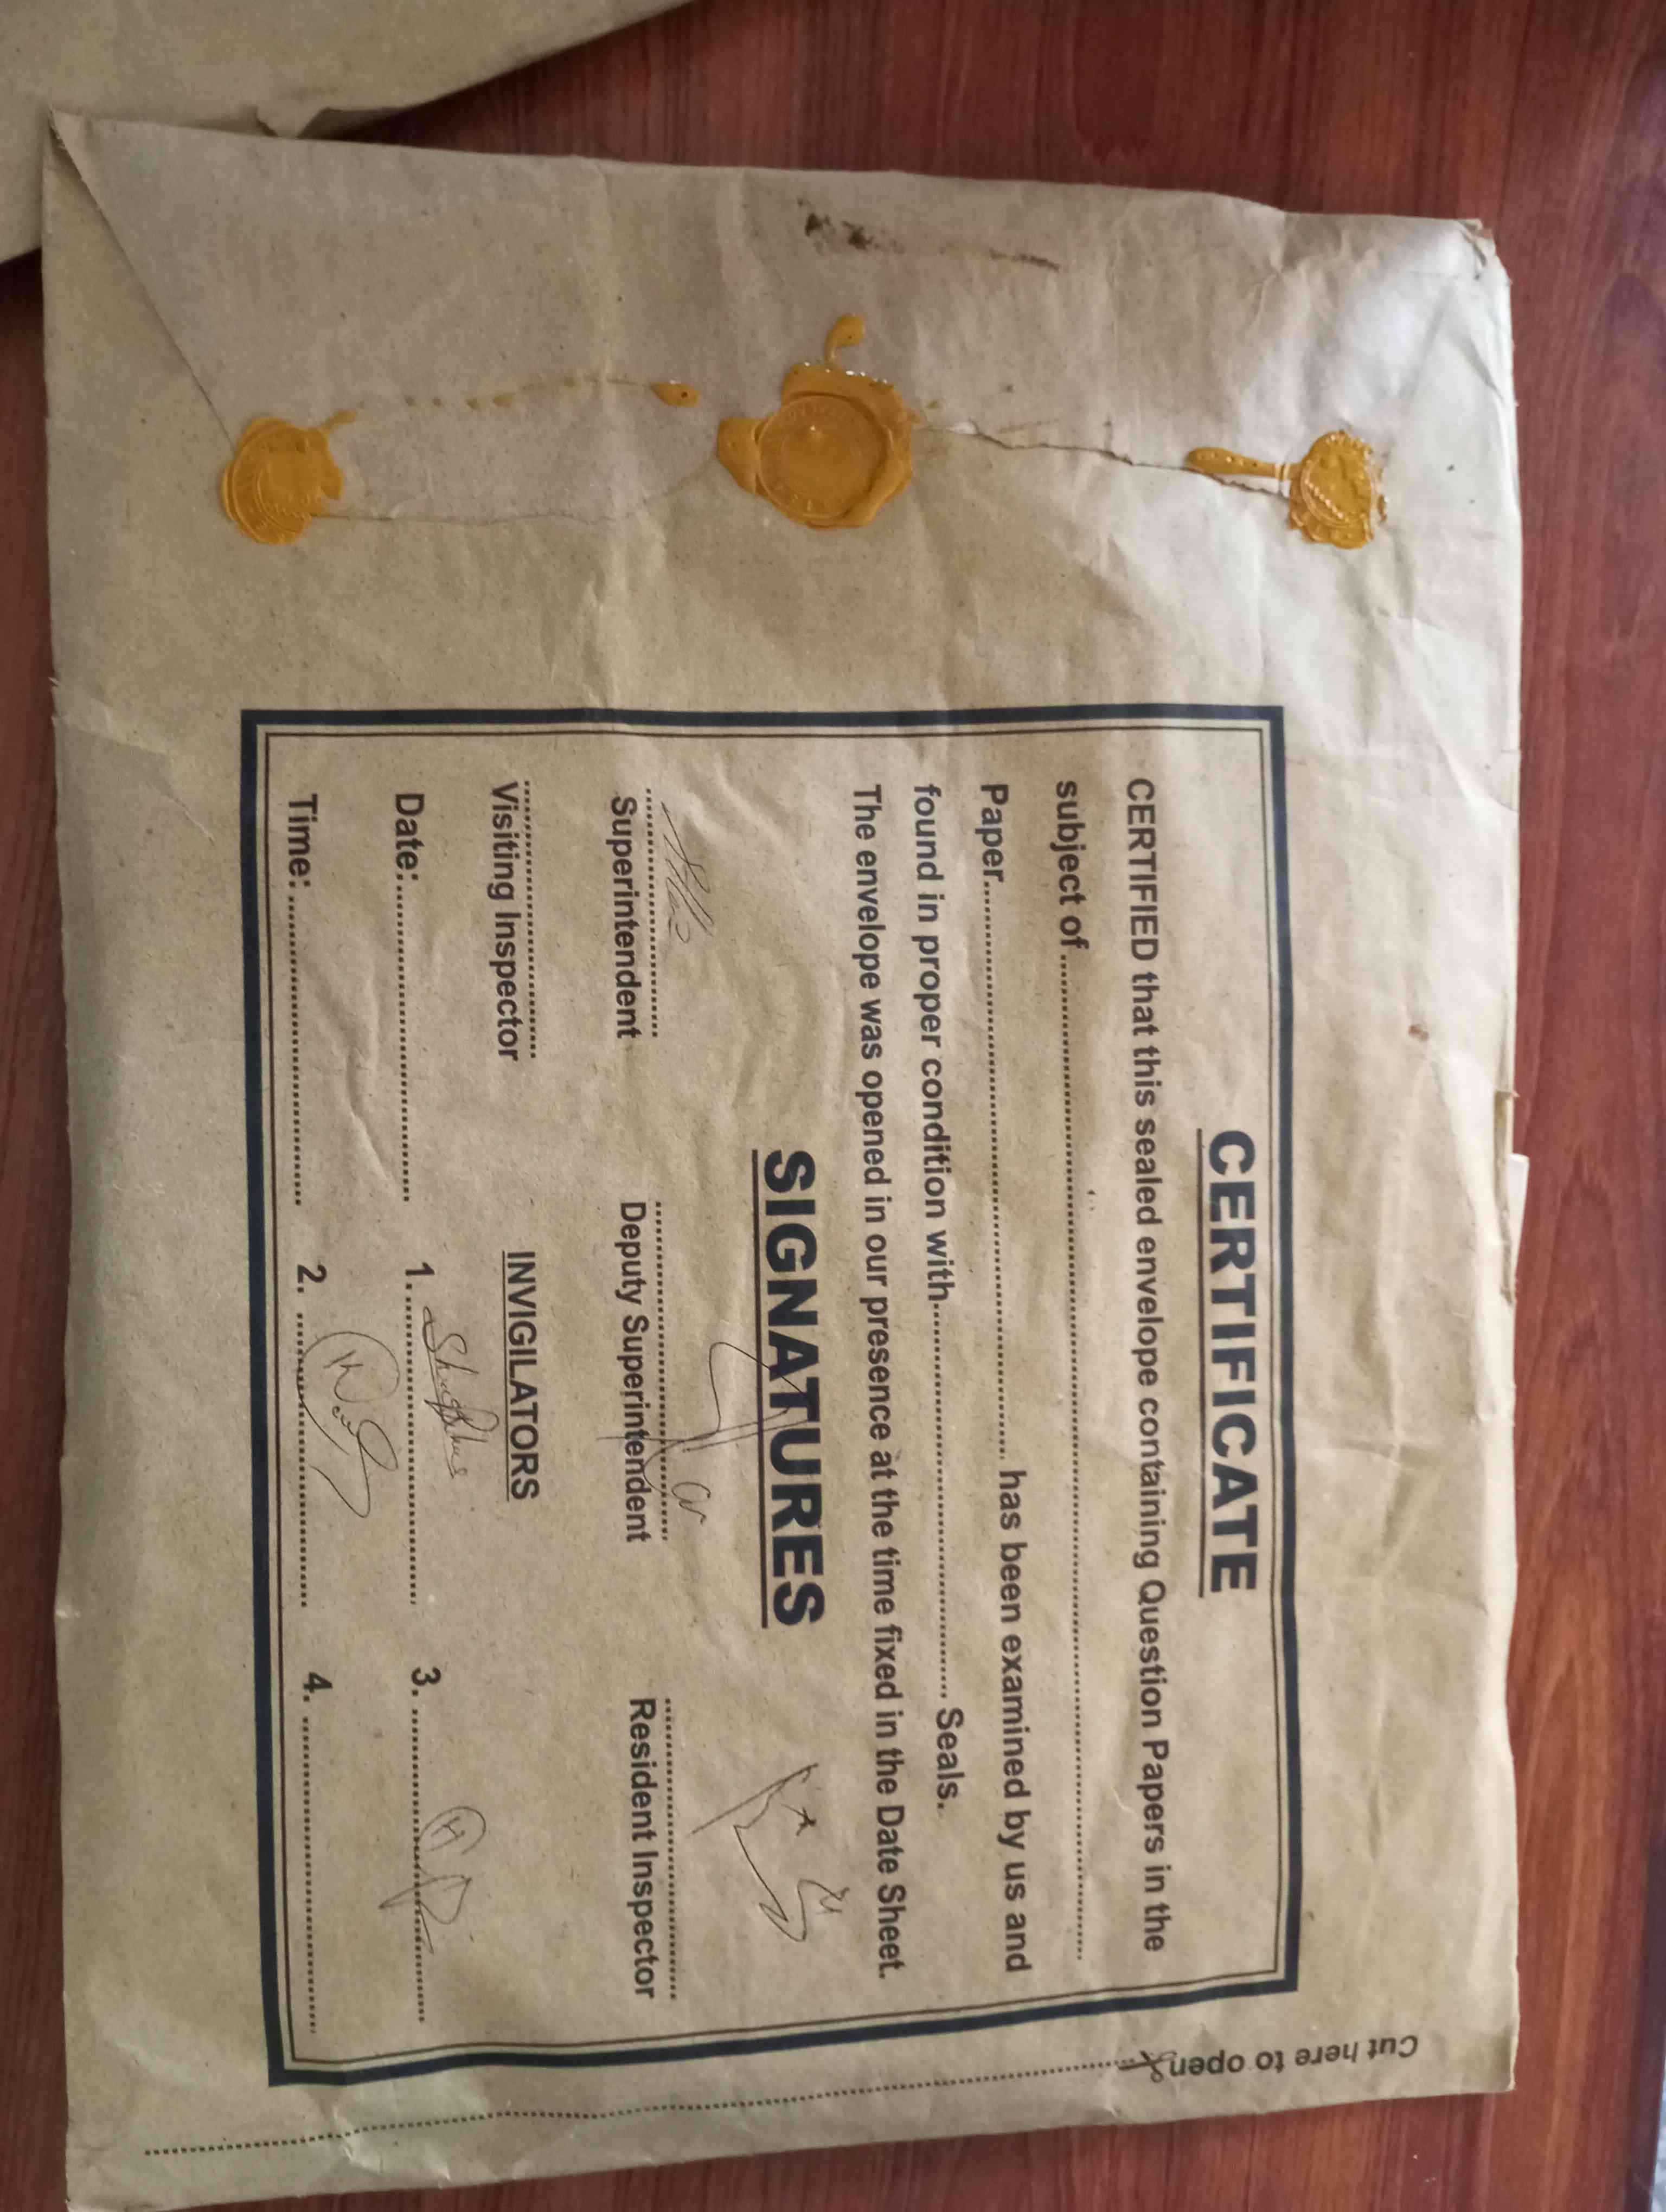 CERTIFICATE
CERTIFIED that this sealed envelope containing Question Papers in the
subject of ................................
Paper................................ has been examined by us and
found in proper condition with................................ Seals.
The envelope was opened in our presence at the time fixed in the Date Sheet.
SIGNATURES
Superintendent Deputy Superintendent Resident Inspector
Visiting Inspector INVIGILATORS
Date:................ 1................. 3.................
Time:................ 2................. 4.................
Cut here to open